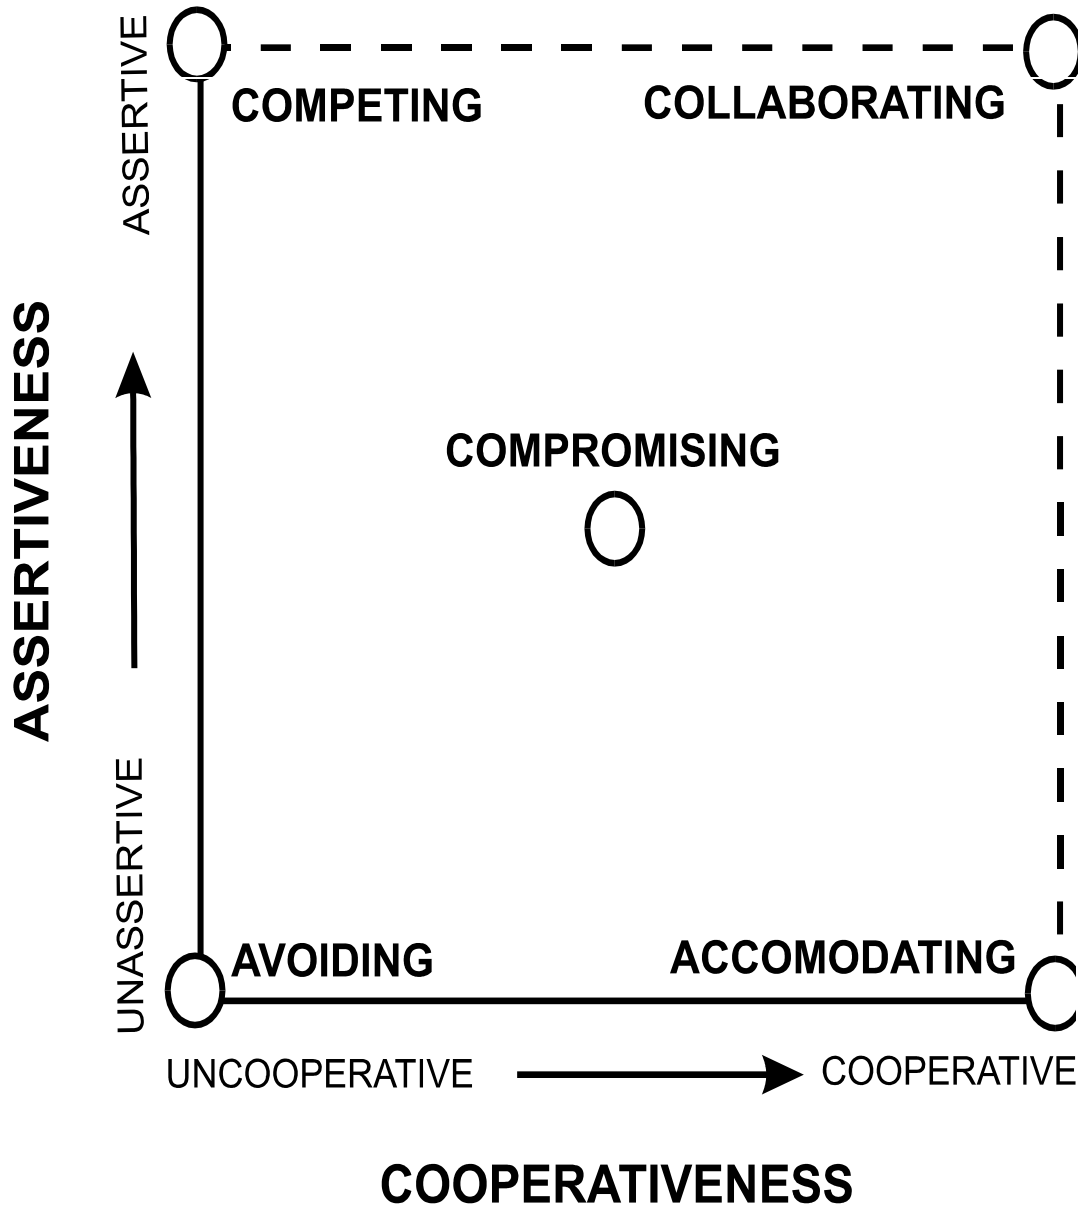 ASSERTIVE
COMPETING
COLLABORATING
ASSERTIVENESS
COMPROMISING
UNASSERTIVE
AVOIDING
ACCOMODATING
UNCOOPERATIVE
COOPERATIVE
COOPERATIVENESS